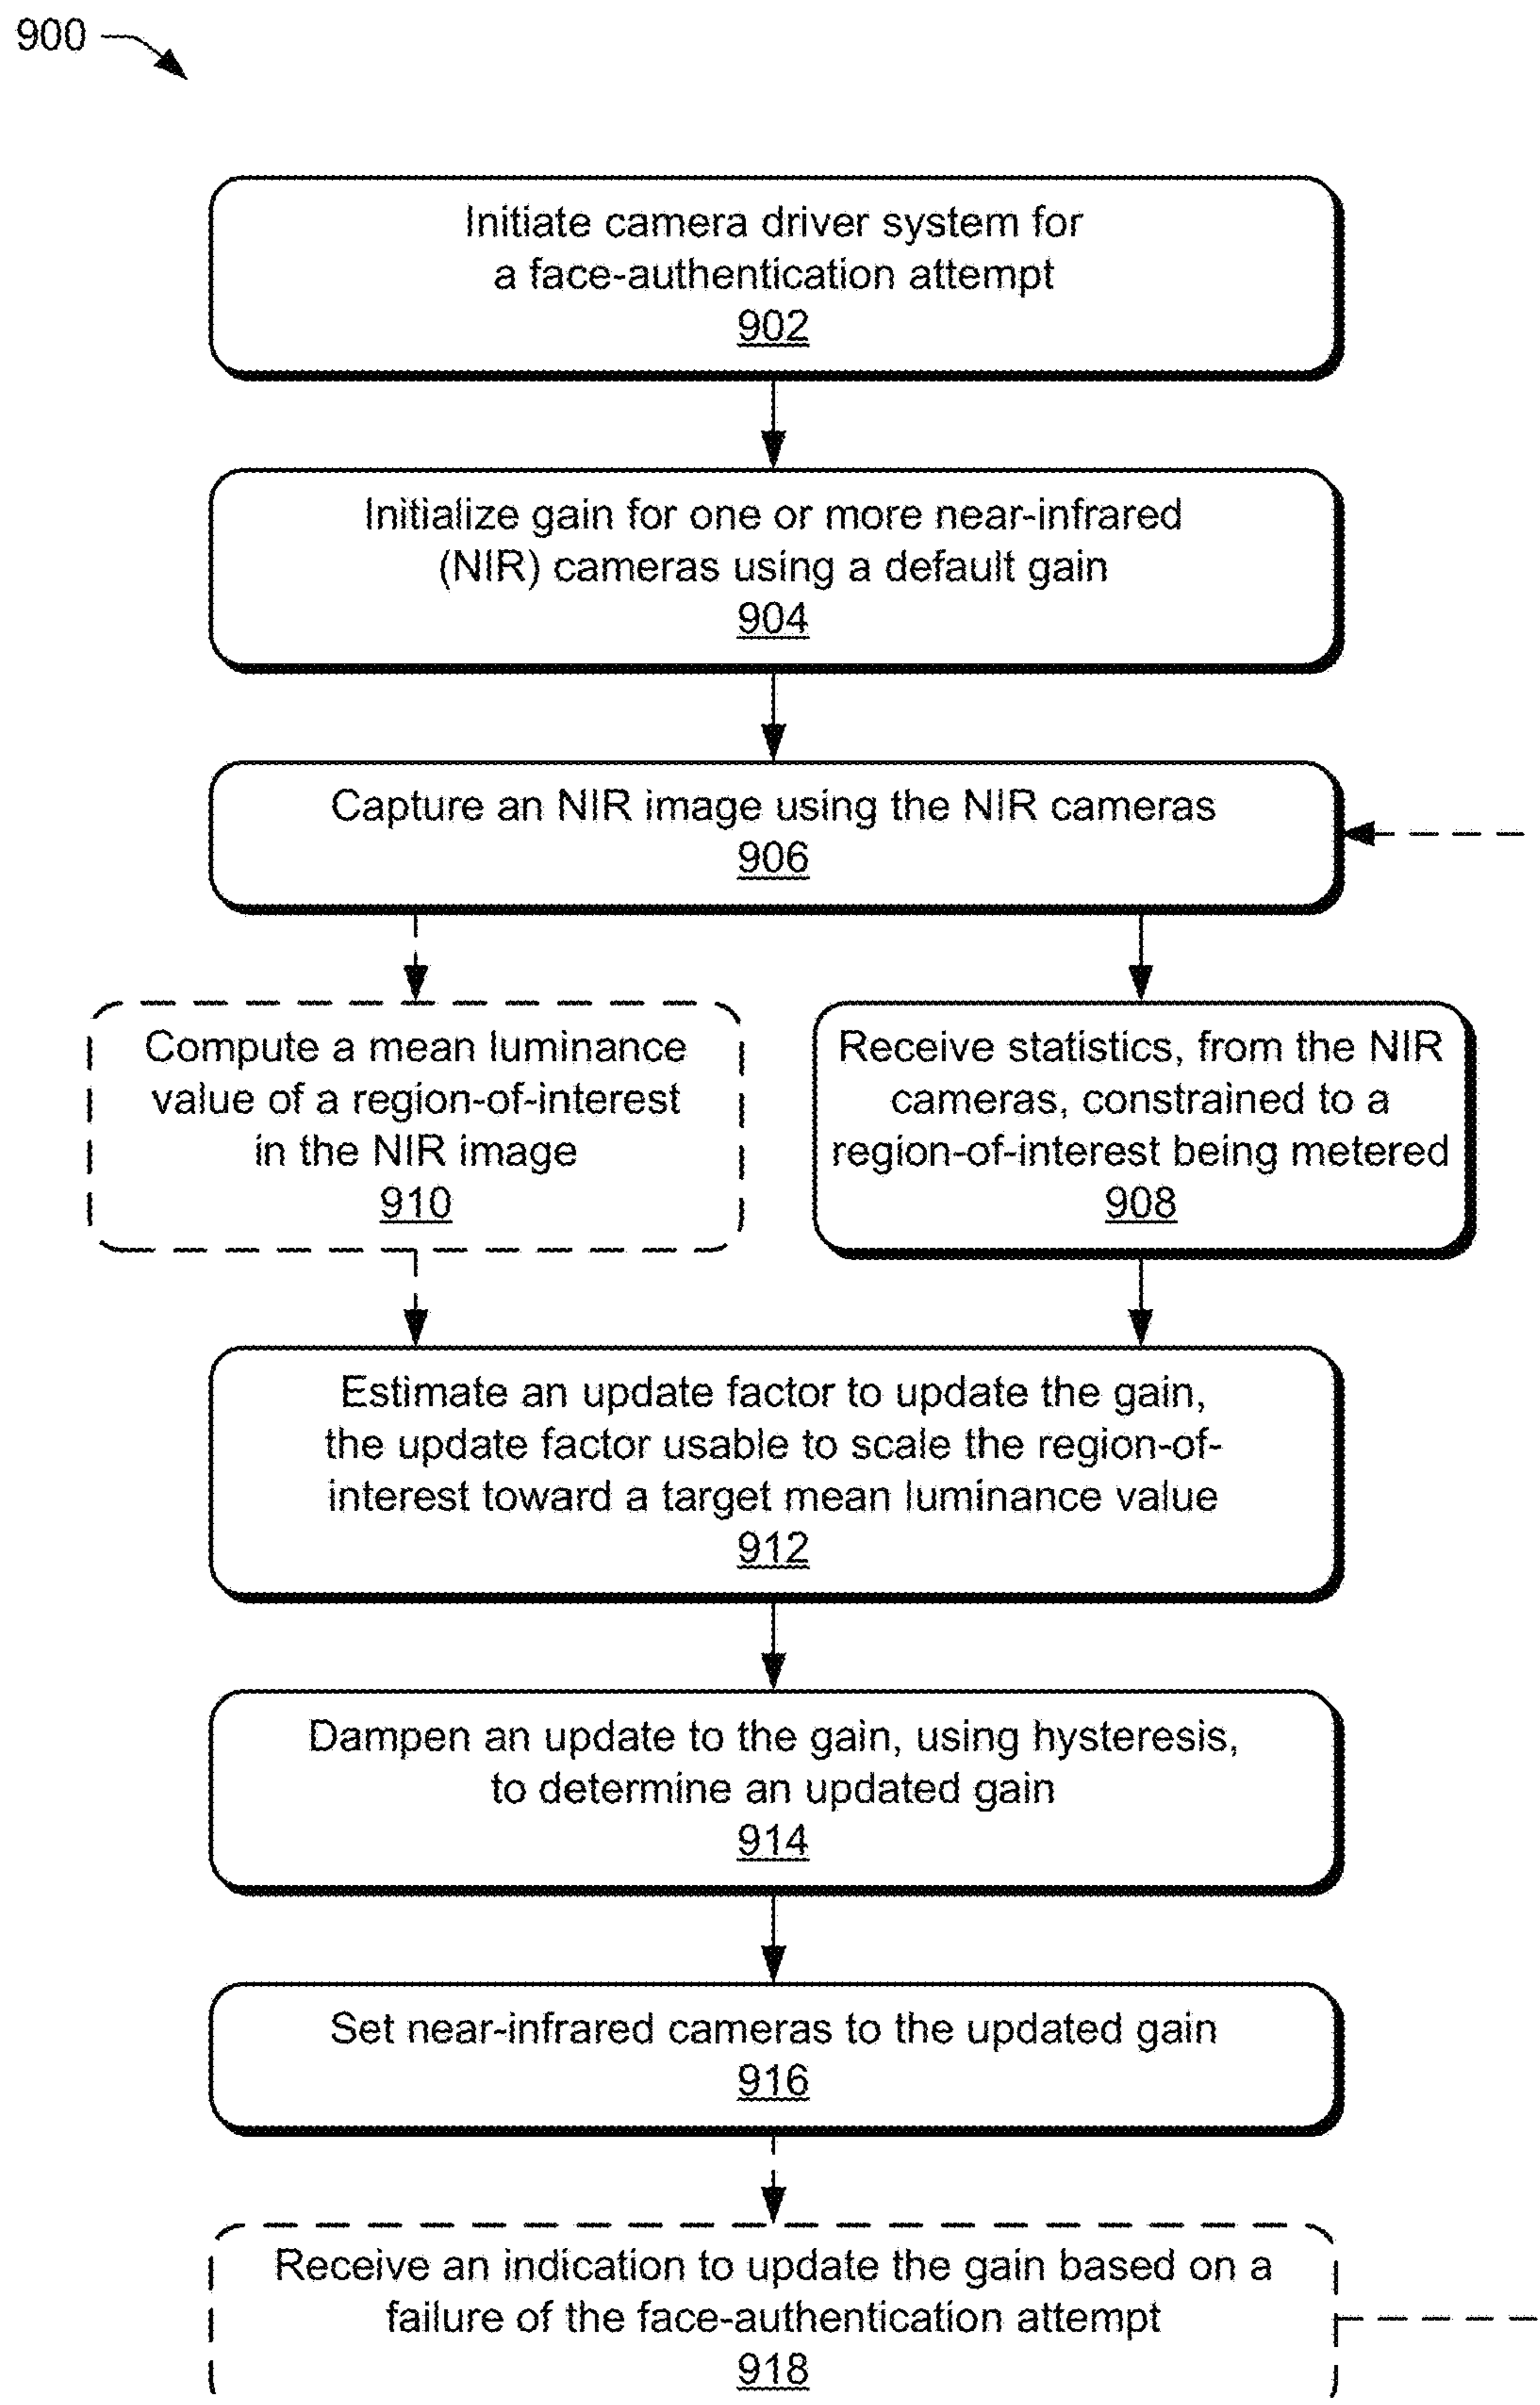 900
Initiate camera driver system for
a face-authentication attempt
902
Initialize gain for one or more near-infrared
(NIR) cameras using a default gain
904
Capture an NIR image using the NIR cameras
906
Compute a mean luminance
value of a region-of-interest
in the NIR image
910
Receive statistics, from the NIR
cameras, constrained to a
region-of-interest being metered
908
Estimate an update factor to update the gain,
the update factor usable to scale the region-of-
interest toward a target mean luminance value
912
Dampen an update to the gain, using hysteresis,
to determine an updated gain
914
Set near-infrared cameras to the updated gain
916
Receive an indication to update the gain based on a
failure of the face-authentication attempt
918